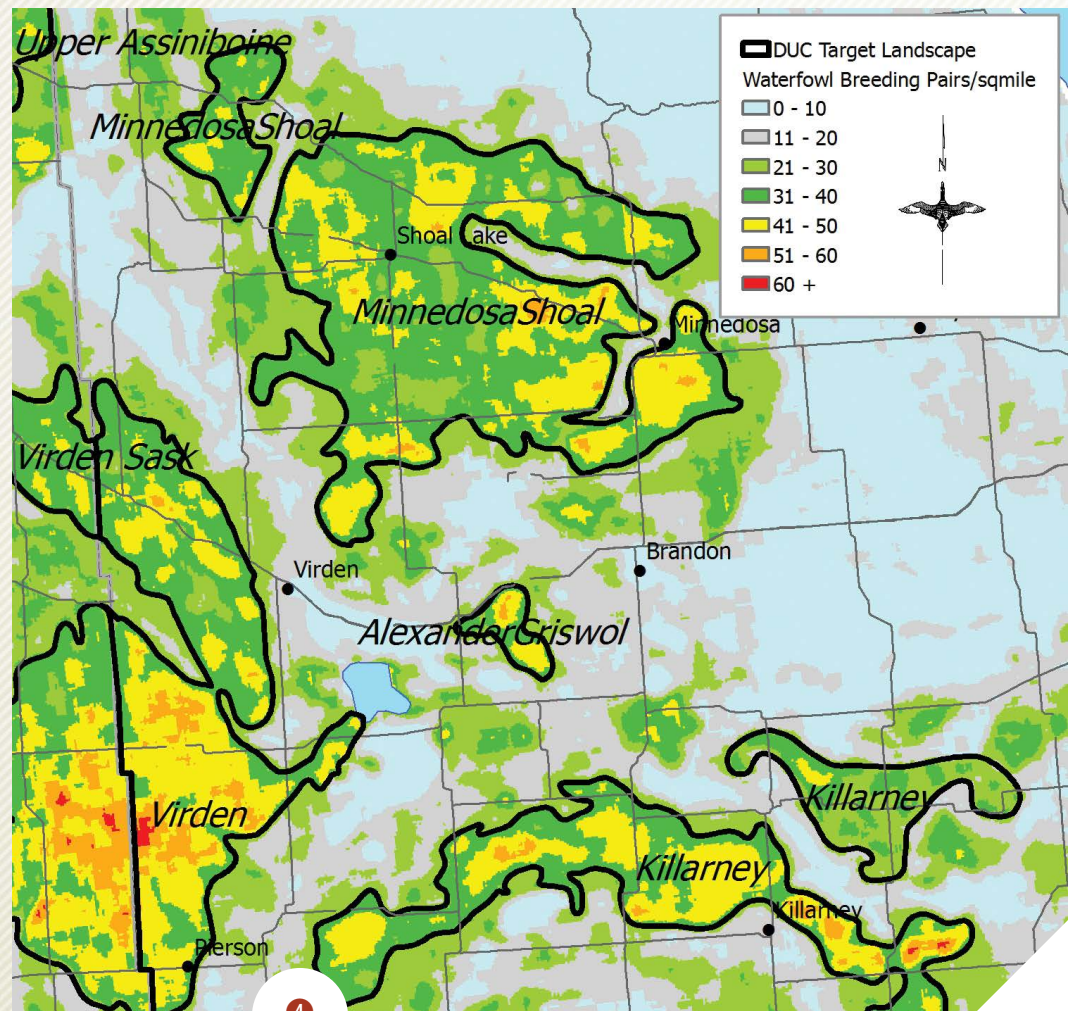 Upper Assiniboine
MinnedosaShoal
Shoal Lake
MinnedosaShoal
Minnedosa
Virden Sask
Brandon
Virden
AlexanderGriswol
Virden
Killarney
Killarney
Killarney
Pierson
4
DUC Target Landscape
Waterfowl Breeding Pairs/sqmile
0 - 10
11 - 20
21 - 30
31 - 40
41 - 50
51 - 60
60 +
N